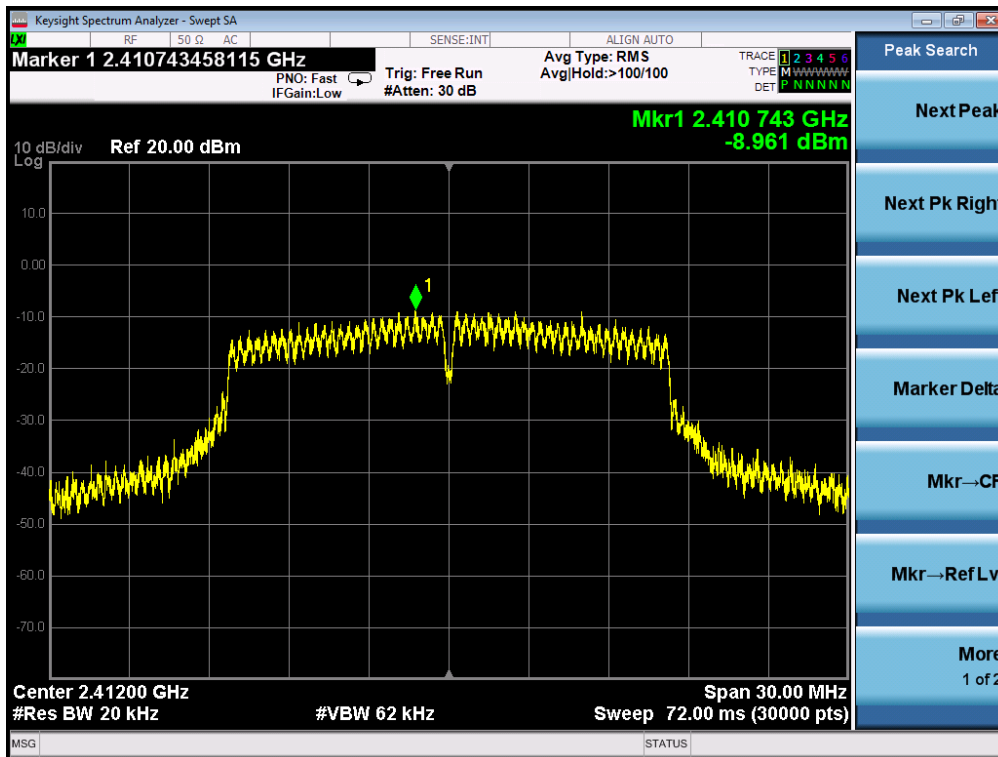 Keysight Spectrum Analyzer - Swept SA
LXI RF 50 Ω AC SENSE:INT ALIGN AUTO
Marker 1 2.410743458115 GHz
PNO: Fast
IFGain:Low
Trig: Free Run
#Atten: 30 dB
Avg Type: RMS
Avg|Hold:>100/100
TRACE 1 2 3 4 5 6
TYPE M WWWWW
DET P N N N N N
Peak Search
Next Peak
Next Pk Right
Next Pk Lef
Marker Delta
Mkr→CF
Mkr→Ref Lv
More
1 of 2
Mkr1 2.410 743 GHz
-8.961 dBm
10 dB/div
Log
Ref 20.00 dBm
1
10.0
0.00
-10.0
-20.0
-30.0
-40.0
-50.0
-60.0
-70.0
Center 2.41200 GHz
Span 30.00 MHz
#Res BW 20 kHz
#VBW 62 kHz
Sweep 72.00 ms (30000 pts)
MSG
STATUS